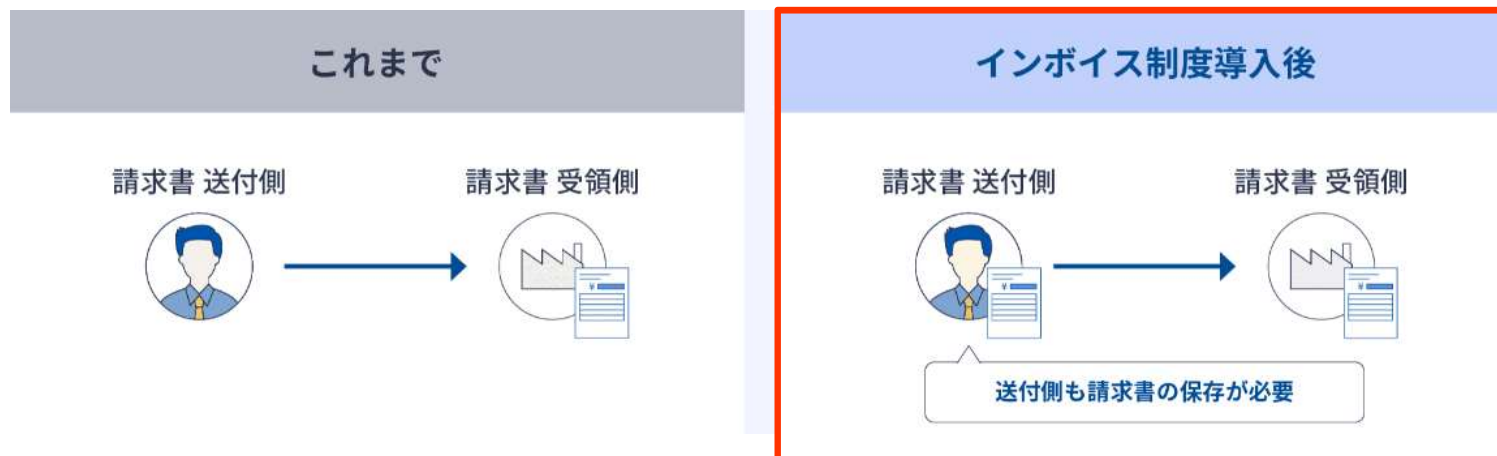 これまで
インボイス制度導入後
請求書 送付側
請求書 受領側
請求書 送付側
請求書 受領側
¥
¥
¥
送付側も請求書の保存が必要